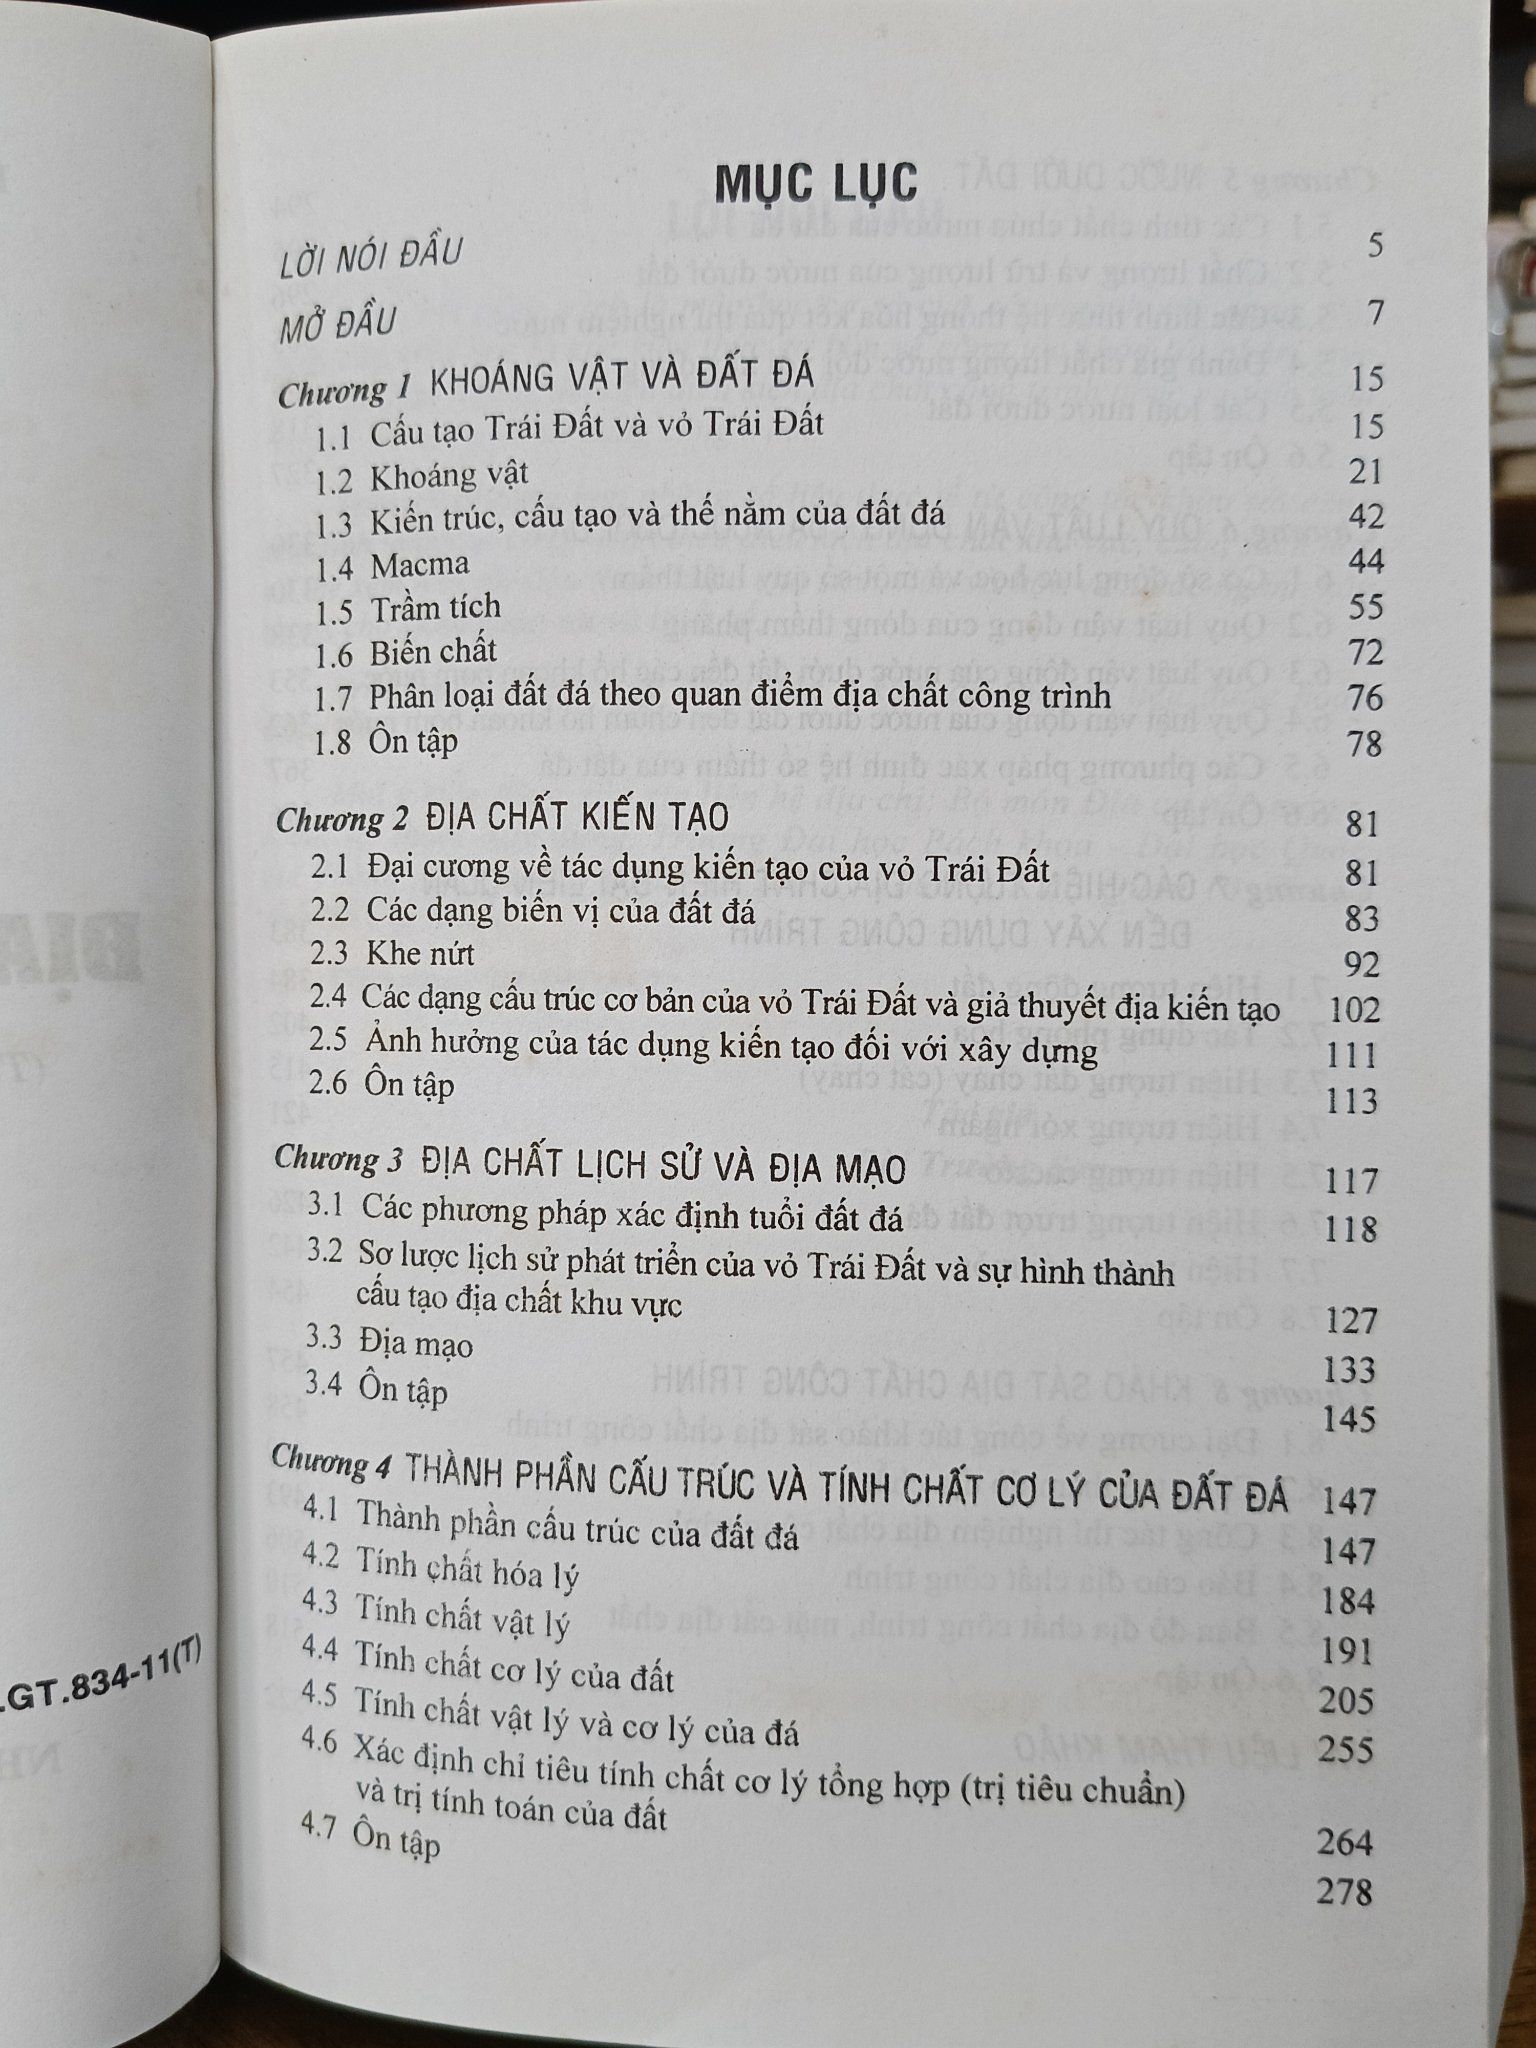 MỤC LỤC
LỜI NÓI ĐẦU 5
MỞ ĐẦU 7
Chương 1 KHOÁNG VẬT VÀ ĐẤT ĐÁ 15
1.1 Cấu tạo Trái Đất và vỏ Trái Đất 15
1.2 Khoáng vật 21
1.3 Kiến trúc, cấu tạo và thế nằm của đất đá 42
1.4 Macma 44
1.5 Trầm tích 55
1.6 Biến chất 72
1.7 Phân loại đất đá theo quan điểm địa chất công trình 76
1.8 Ôn tập 78
Chương 2 ĐỊA CHẤT KIẾN TẠO 81
2.1 Đại cương về tác dụng kiến tạo của vỏ Trái Đất 81
2.2 Các dạng biến vị của đất đá 83
2.3 Khe nứt 92
2.4 Các dạng cấu trúc cơ bản của vỏ Trái Đất và giả thuyết địa kiến tạo 102
2.5 Ảnh hưởng của tác dụng kiến tạo đối với xây dựng 111
2.6 Ôn tập 113
Chương 3 ĐỊA CHẤT LỊCH SỬ VÀ ĐỊA MẠO 117
3.1 Các phương pháp xác định tuổi đất đá 118
3.2 Sơ lược lịch sử phát triển của vỏ Trái Đất và sự hình thành
cấu tạo địa chất khu vực 127
3.3 Địa mạo 133
3.4 Ôn tập 145
Chương 4 THÀNH PHẦN CẤU TRÚC VÀ TÍNH CHẤT CƠ LÝ CỦA ĐẤT ĐÁ 147
4.1 Thành phần cấu trúc của đất đá 147
4.2 Tính chất hóa lý 184
4.3 Tính chất vật lý 191
4.4 Tính chất cơ lý của đất 205
4.5 Tính chất vật lý và cơ lý của đá 255
4.6 Xác định chỉ tiêu tính chất cơ lý tổng hợp (trị tiêu chuẩn)
và trị tính toán của đất 264
4.7 Ôn tập 278
.GT.834-11(T)